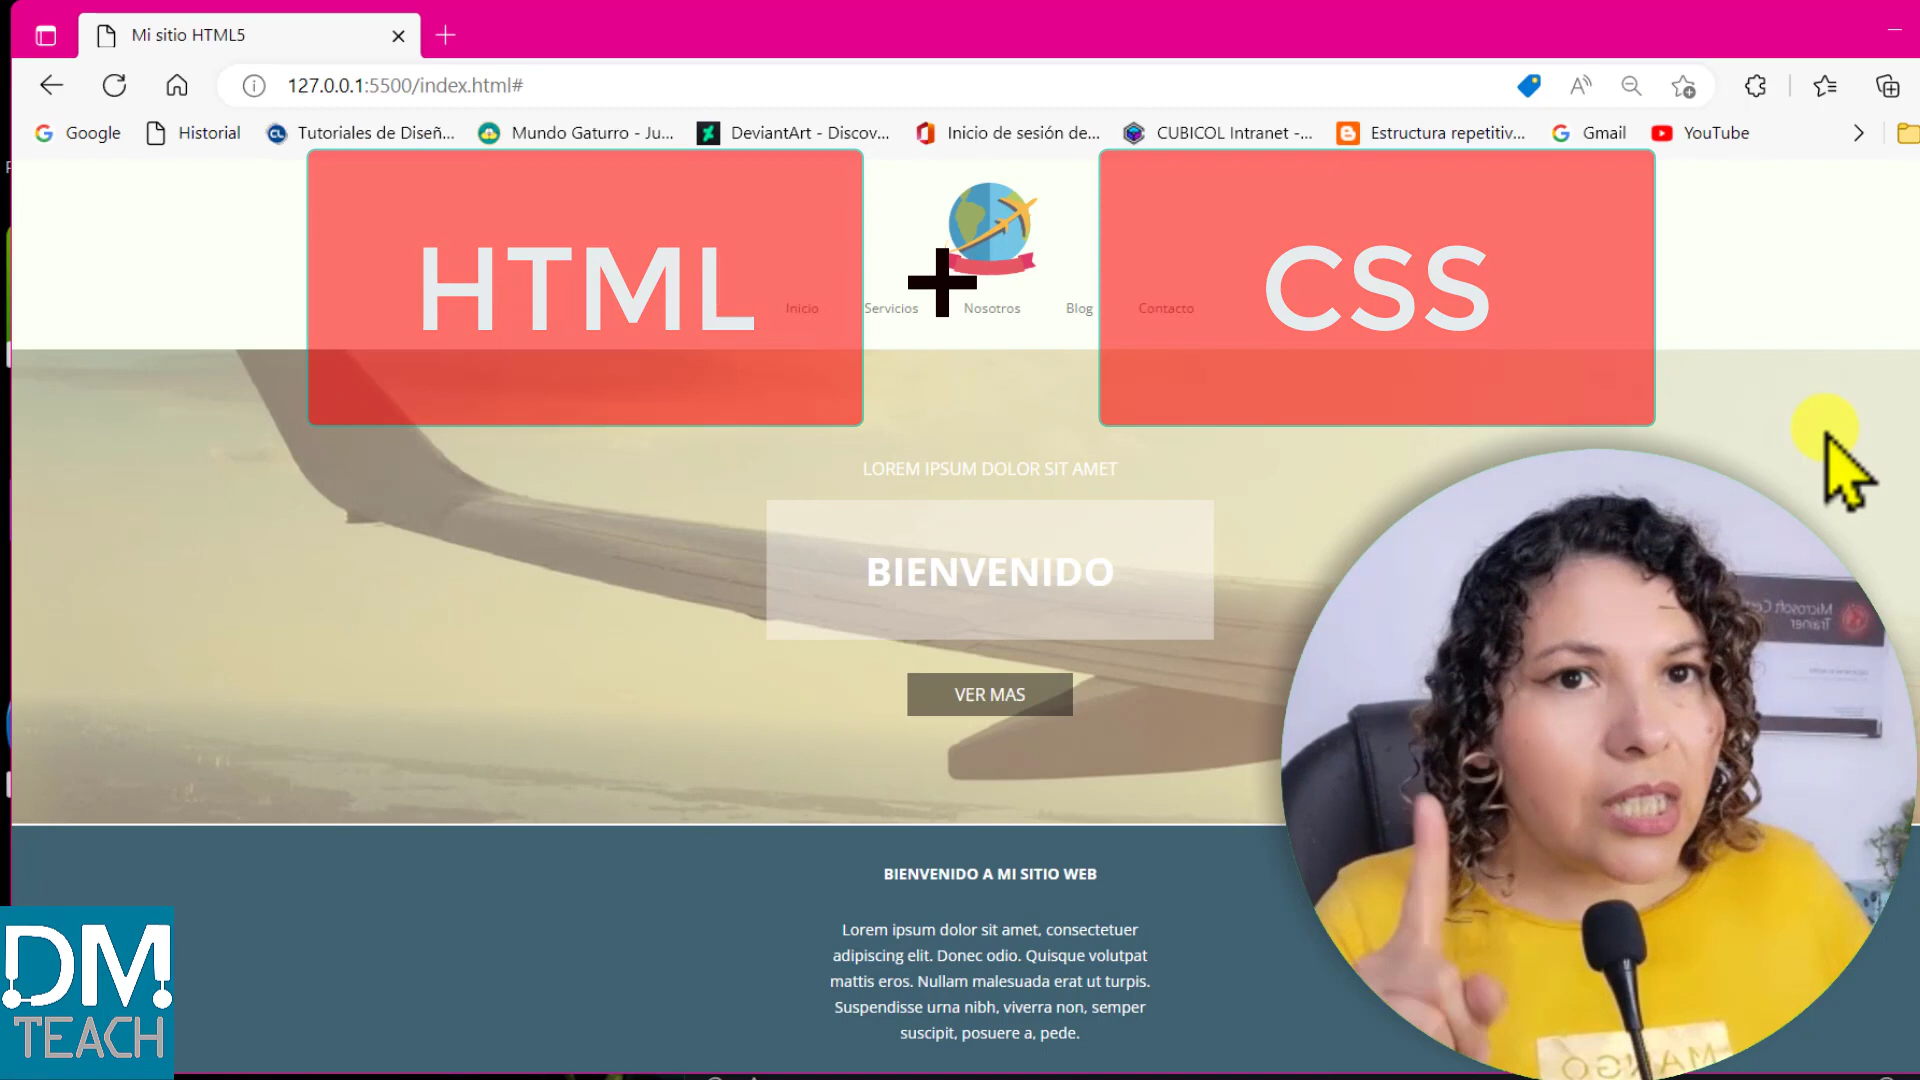 Mi sitio HTML5
127.0.0.1:5500/index.html#
Google
Historial
Tutoriales de Diseñ...
Mundo Gaturro - Ju...
DeviantArt - Discov...
Inicio de sesión de...
CUBICOL Intranet -...
Estructura repetitiv...
Gmail
YouTube
HTML
+
CSS
Inicio
Servicios
Nosotros
Blog
Contacto
LOREM IPSUM DOLOR SIT AMET
BIENVENIDO
VER MAS
Microsoft
Trainer
BIENVENIDO A MI SITIO WEB
Lorem ipsum dolor sit amet, consectetuer
adipiscing elit. Donec odio. Quisque volutpat
mattis eros. Nullam malesuada erat ut turpis.
Suspendisse urna nibh, viverra non, semper
suscipit, posuere a, pede.
DM
TEACH
MANGO